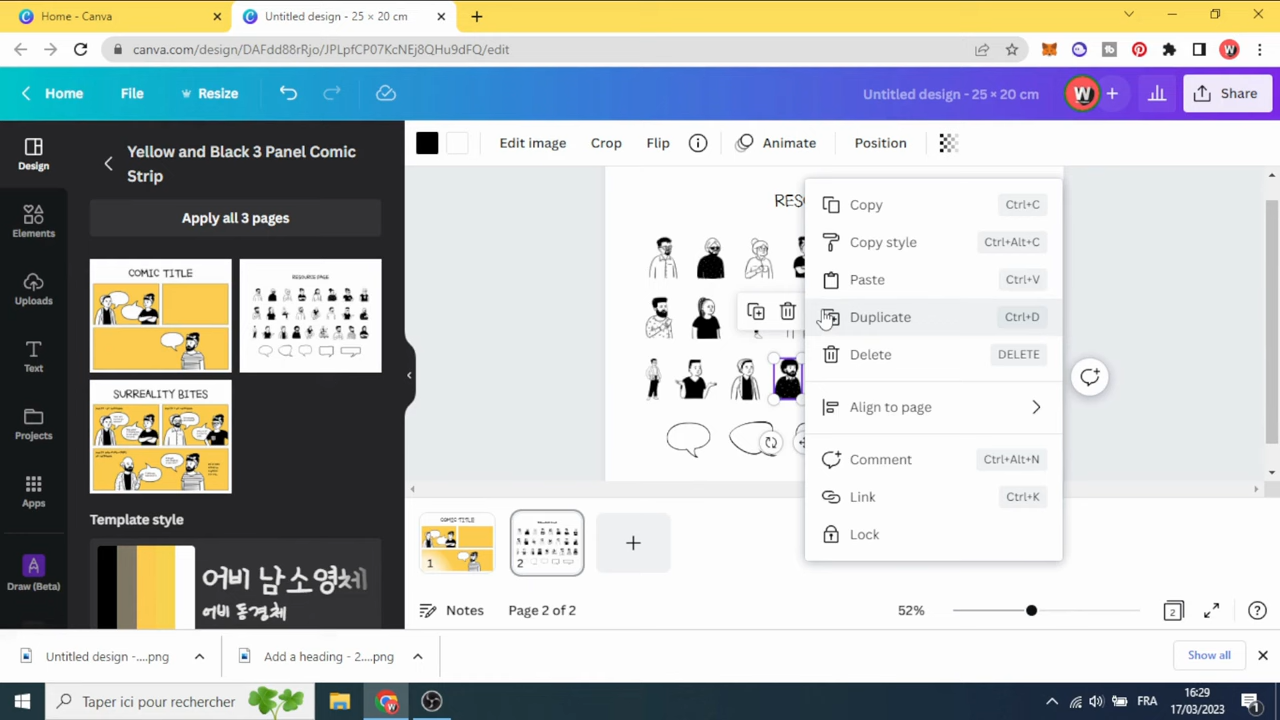 Home - Canva
Untitled design - 25 × 20 cm
canva.com/design/DAFdd88rRjo/JPLpfCP07KcNEj8QHu9dFQ/edit
Home
File
Resize
Untitled design - 25 × 20 cm
W
Share
Design
Elements
Uploads
Text
Projects
Apps
Draw (Beta)
Yellow and Black 3 Panel Comic
Strip
Apply all 3 pages
COMIC TITLE
RESOURCE PAGE
SURREALITY BITES
Template style
어비 남소영체
어비 동경체
Edit image
Crop
Flip
Animate
Position
Copy
Ctrl+C
Copy style
Ctrl+Alt+C
Paste
Ctrl+V
Duplicate
Ctrl+D
Delete
DELETE
Align to page
Comment
Ctrl+Alt+N
Link
Ctrl+K
Lock
COMIC TITLE
1
2
Notes
Page 2 of 2
52%
2
Untitled design -....png
Add a heading - 2....png
Show all
Taper ici pour rechercher
FRA
16:29
17/03/2023
1